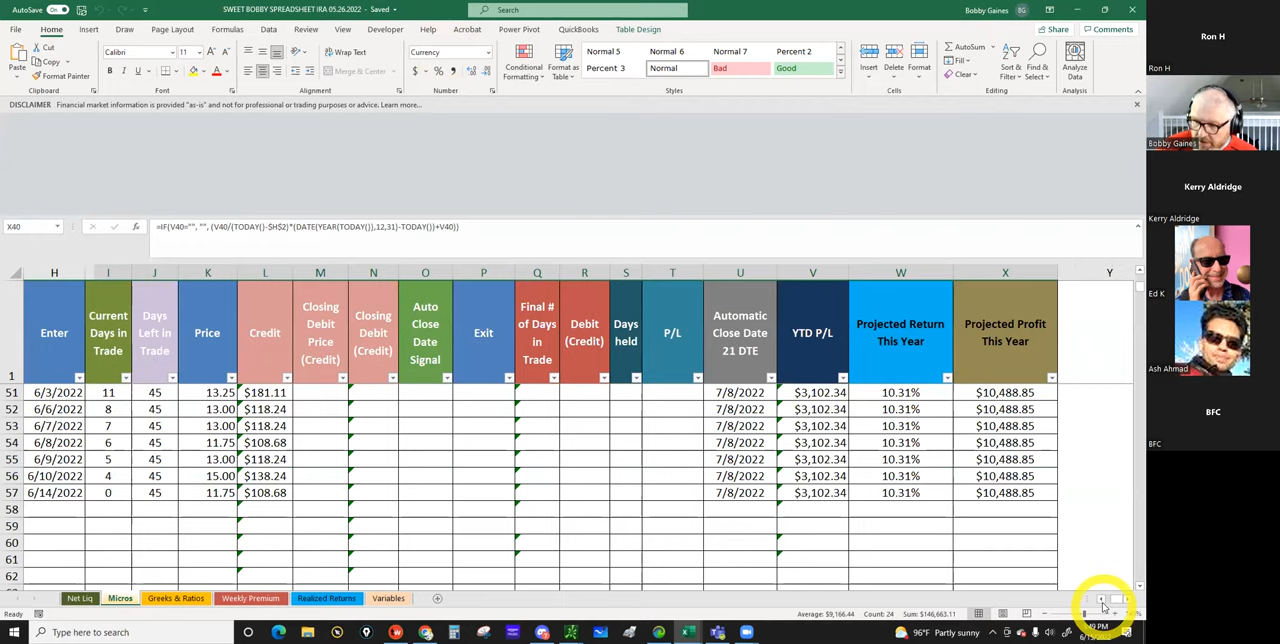 AutoSave On SWEET BOBBY SPREADSHEET IRA 05.26.2022 - Saved Search Bobby Gaines BG
File Home Insert Draw Page Layout Formulas Data Review View Developer Help Acrobat Power Pivot QuickBooks Table Design Share Comments
Paste Cut Copy Format Painter Clipboard
Calibri 11 B I U Font
Wrap Text Merge & Center Alignment
Currency $ % Number
Conditional Formatting Format as Table
Normal 5 Normal 6 Normal 7 Percent 2
Percent 3 Normal Bad Good
Styles
Insert Delete Format Cells
AutoSum Fill Clear Sort & Filter Find & Select Editing
Analyze Data Analysis
DISCLAIMER Financial market information is provided "as-is" and not for professional or trading purposes or advice. Learn more...
X40 fx =IF(V40="", "", (V40/(TODAY()-$H$2)*(DATE(YEAR(TODAY()),12,31)-TODAY())+V40))
H I J K L M N O P Q R S T U V W X Y
1 Enter Current Days in Trade Days Left in Trade Price Credit Closing Debit Price (Credit) Closing Debit (Credit) Auto Close Date Signal Exit Final # of Days in Trade Debit (Credit) Days held P/L Automatic Close Date 21 DTE YTD P/L Projected Return This Year Projected Profit This Year
51 6/3/2022 11 45 13.25 $181.11 7/8/2022 $3,102.34 10.31% $10,488.85
52 6/6/2022 8 45 13.00 $118.24 7/8/2022 $3,102.34 10.31% $10,488.85
53 6/7/2022 7 45 13.00 $118.24 7/8/2022 $3,102.34 10.31% $10,488.85
54 6/8/2022 6 45 11.75 $108.68 7/8/2022 $3,102.34 10.31% $10,488.85
55 6/9/2022 5 45 13.00 $118.24 7/8/2022 $3,102.34 10.31% $10,488.85
56 6/10/2022 4 45 15.00 $138.24 7/8/2022 $3,102.34 10.31% $10,488.85
57 6/14/2022 0 45 11.75 $108.68 7/8/2022 $3,102.34 10.31% $10,488.85
58
59
60
61
62
Net Liq Micros Greeks & Ratios Weekly Premium Realized Returns Variables
Ready Average: $9,166.44 Count: 24 Sum: $146,663.11
Type here to search 96°F Partly sunny
Ron H
Ron H
Bobby Gaines
Kerry Aldridge
Kerry Aldridge
Ed K
Ash Ahmad
BFC
BFC